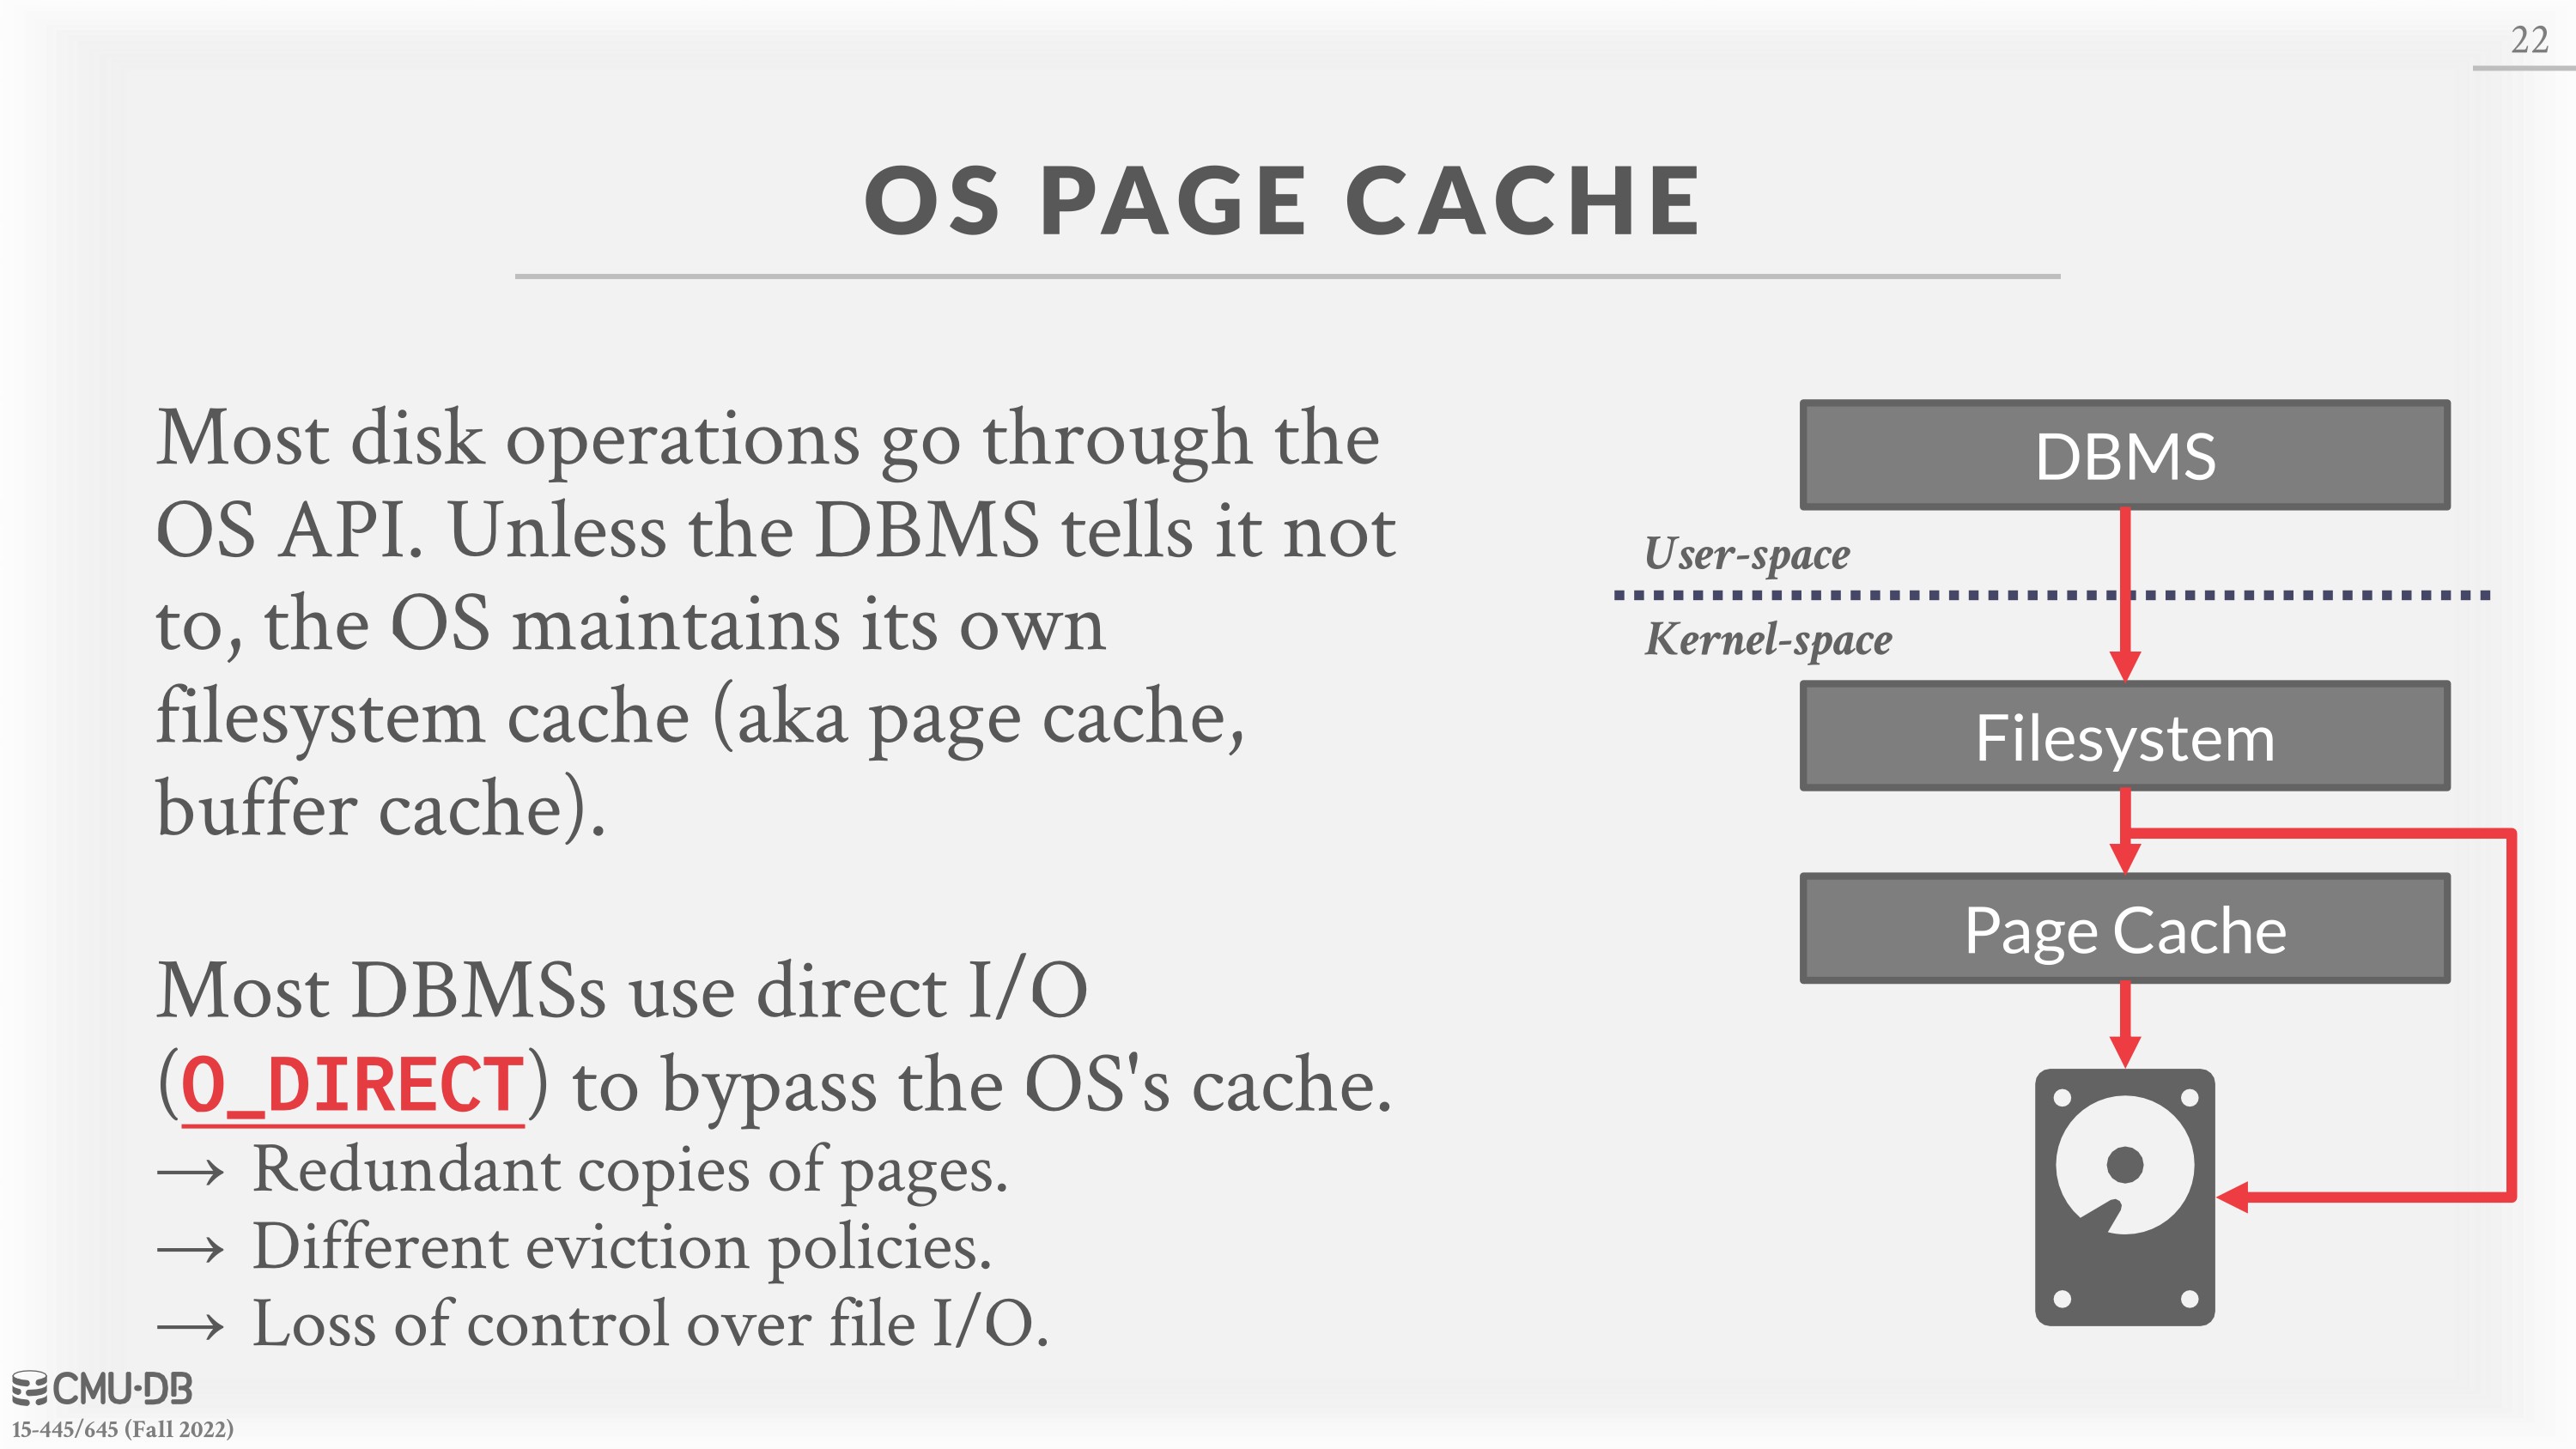 22
OS PAGE CACHE
Most disk operations go through the
OS API. Unless the DBMS tells it not
to, the OS maintains its own
filesystem cache (aka page cache,
buffer cache).
Most DBMSs use direct I/O
(O_DIRECT) to bypass the OS's cache.
→ Redundant copies of pages.
→ Different eviction policies.
→ Loss of control over file I/O.
DBMS
User-space
Kernel-space
Filesystem
Page Cache
CMU·DB
15-445/645 (Fall 2022)